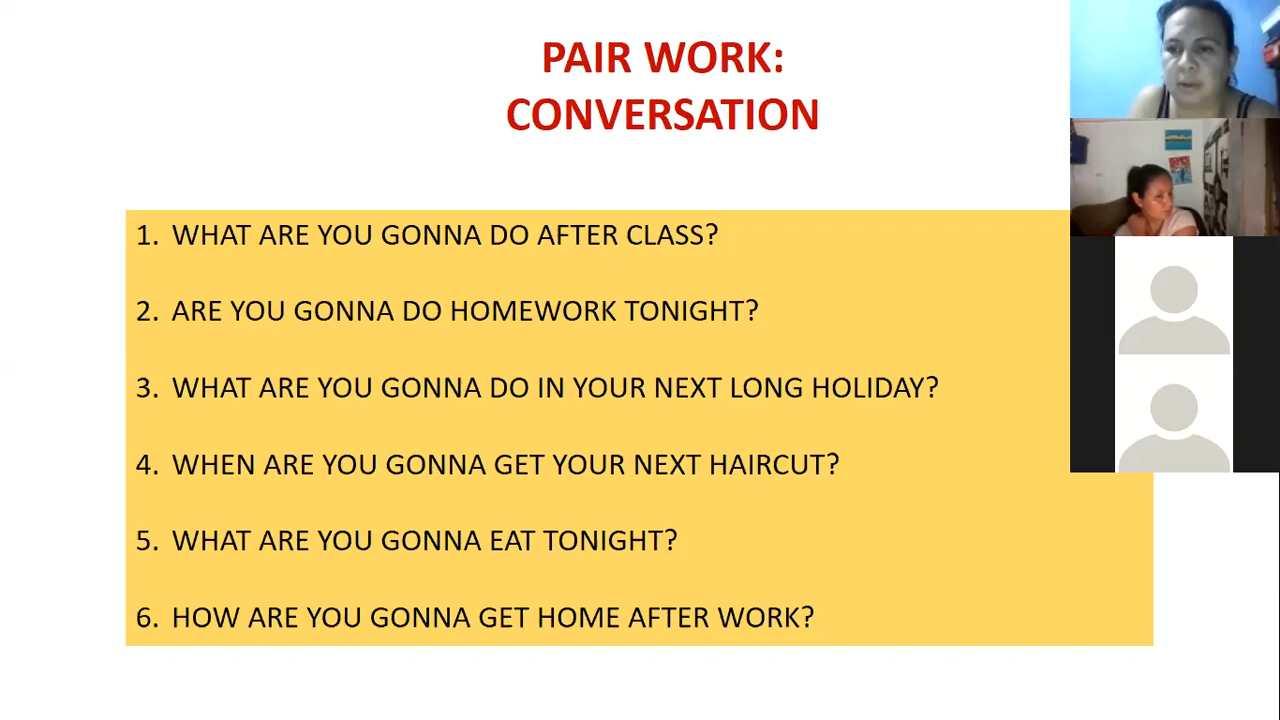 PAIR WORK:
CONVERSATION
1. WHAT ARE YOU GONNA DO AFTER CLASS?
2. ARE YOU GONNA DO HOMEWORK TONIGHT?
3. WHAT ARE YOU GONNA DO IN YOUR NEXT LONG HOLIDAY?
4. WHEN ARE YOU GONNA GET YOUR NEXT HAIRCUT?
5. WHAT ARE YOU GONNA EAT TONIGHT?
6. HOW ARE YOU GONNA GET HOME AFTER WORK?